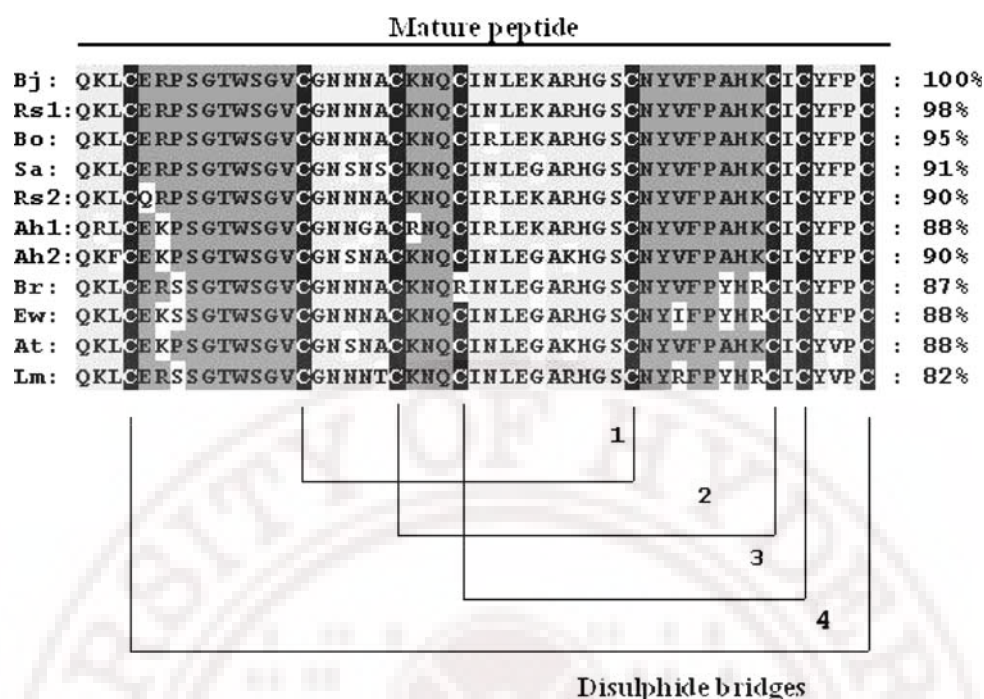 Mature peptide
Bj : QKLCERPSGTWSGVCGNNNACKNQCINLEKARHGSCNYVFPAHKCICYFPC : 100%
Rs1: QKLCERPSGTWSGVCGNNNACKNQCINLEKARHGSCNYVFPAHKCICYFPC : 98%
Bo : QKLCERPSGTWSGVCGNNNACKNQCIRLEKARHGSCNYVFPAHKCICYFPC : 95%
Sa : QKLCERPSGTWSGVCGNSNSCKNQCINLEGARHGSCNYVFPAHKCICYFPC : 91%
Rs2: QKLCQRPSGTWSGVCGNNNACKNQCIRLEKARHGSCNYVFPAHKCICYFPC : 90%
Ah1: QRLCEKPSGTWSGVCGNNGACRNQCIRLEKARHGSCNYVFPAHKCICYFPC : 88%
Ah2: QKFCEKPSGTWSGVCGNSNACKNQCINLEGAKHGSCNYVFPAHKCICYFPC : 90%
Br : QKLCERSSGTWSGVCGNNNACKNQRINLEGARHGSCNYVFPYHRCICYFPC : 87%
Ew : QKLCEKSSGTWSGVCGNNNACKNQCINLEGARHGSCNYIFPYHRCICYFPC : 88%
At : QKLCEKPSGTWSGVCGNSNACKNQCINLEGAKHGSCNYVFPAHKCICYVPC : 88%
Lm : QKLCERSSGTWSGVCGNNNTCKNQCINLEGARHGSCNYRFPYHRCICYVPC : 82%
1
2
3
4
Disulphide bridges